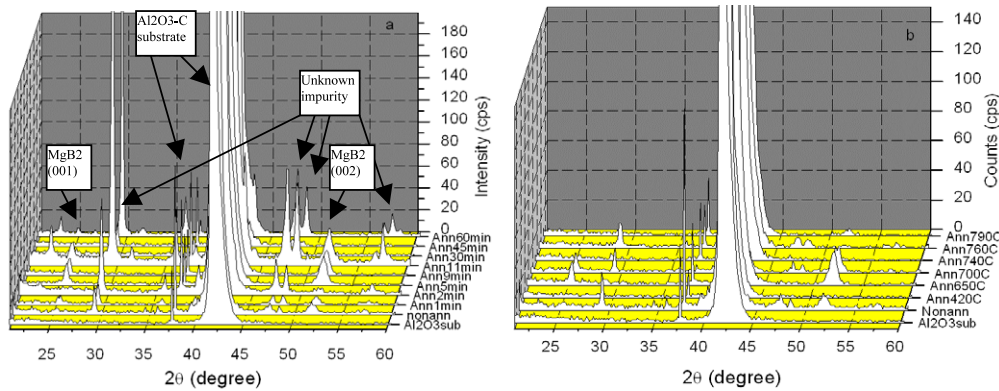 a
Al2O3-C
substrate
Unknown
impurity
MgB2
(001)
MgB2
(002)
180
160
140
120
100
80
60
40
20
0
Intensity (cps)
Ann60min
Ann45min
Ann30min
Ann11min
Ann9min
Ann5min
Ann2min
Ann1min
nonann
Al2O3sub
25 30 35 40 45 50 55 60
2θ (degree)
b
140
120
100
80
60
40
20
0
Counts (cps)
Ann790C
Ann760C
Ann740C
Ann700C
Ann650C
Ann420C
Nonann
Al2O3sub
25 30 35 40 45 50 55 60
2θ (degree)